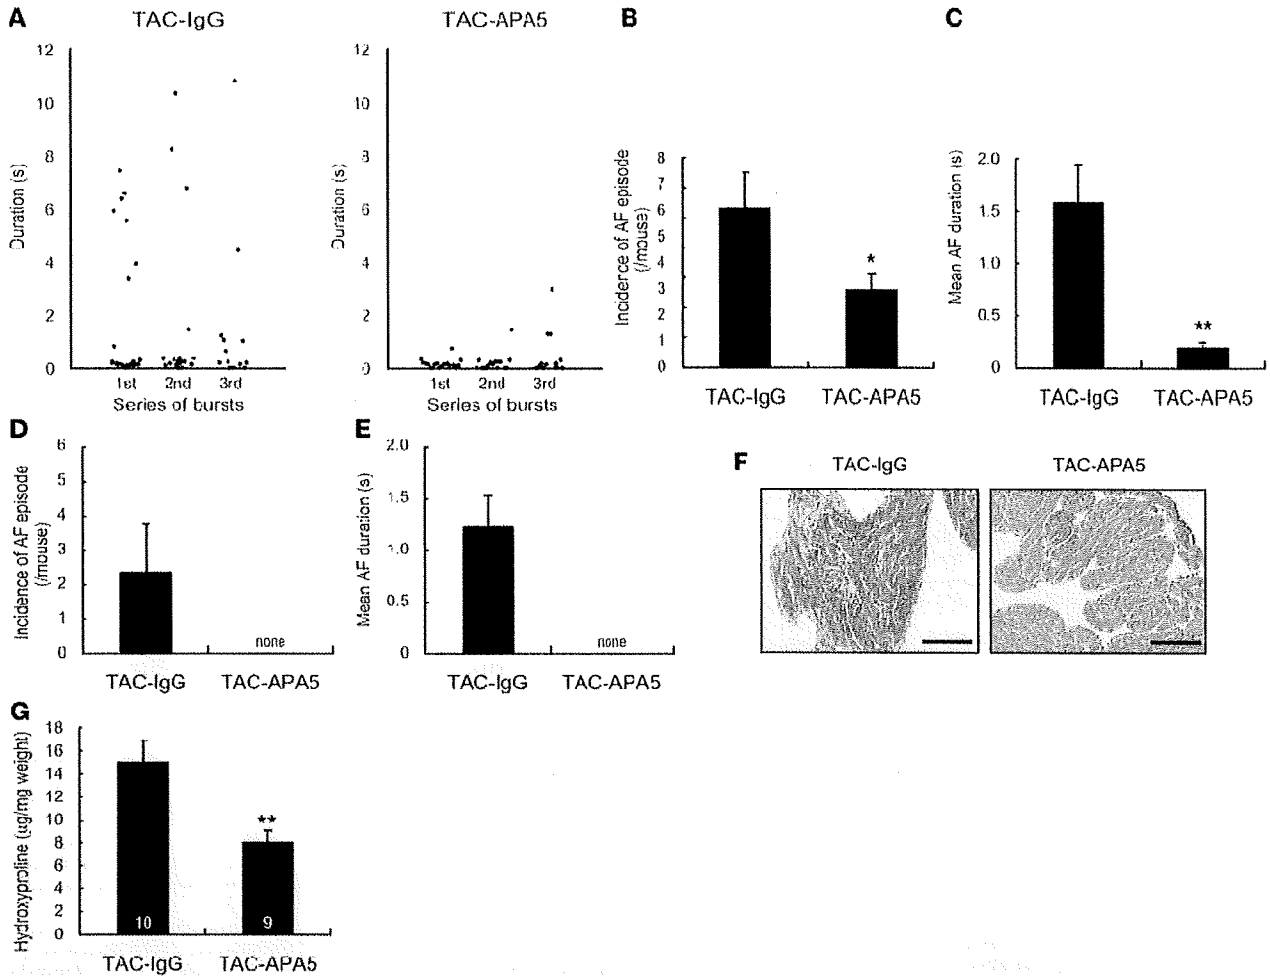 A
TAC-IgG
TAC-APA5
B
C
12
10
8
6
4
2
0
Duration (s)
1st 2nd 3rd
Series of bursts
12
10
8
6
4
2
0
Duration (s)
1st 2nd 3rd
Series of bursts
8
7
6
5
4
3
2
1
0
Incidence of AF episode
(/mouse)
*
TAC-IgG TAC-APA5
2.0
1.5
1.0
0.5
0
Mean AF duration (s)
**
TAC-IgG TAC-APA5
D
6
5
4
3
2
1
0
Incidence of AF episode
(/mouse)
none
TAC-IgG TAC-APA5
E
2.0
1.5
1.0
0.5
0
Mean AF duration (s)
none
TAC-IgG TAC-APA5
F
TAC-IgG
TAC-APA5
G
18
16
14
12
10
8
6
4
2
0
Hydroxyproline (µg/mg weight)
**
10
9
TAC-IgG TAC-APA5